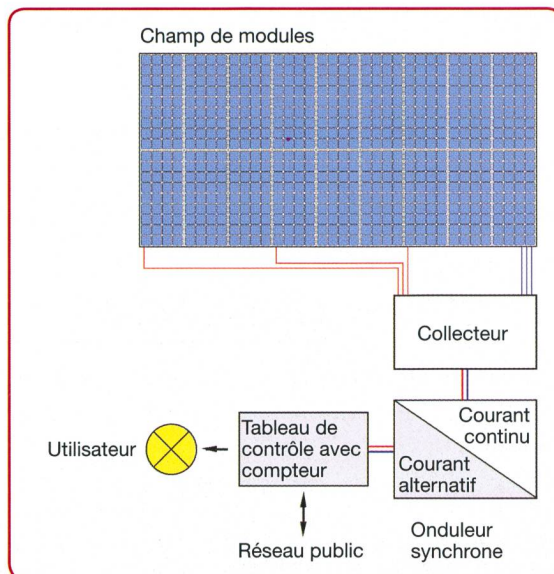 Champ de modules
Collecteur
Courant
continu
Courant
alternatif
Tableau de
contrôle avec
compteur
Utilisateur
Réseau public
Onduleur
synchrone